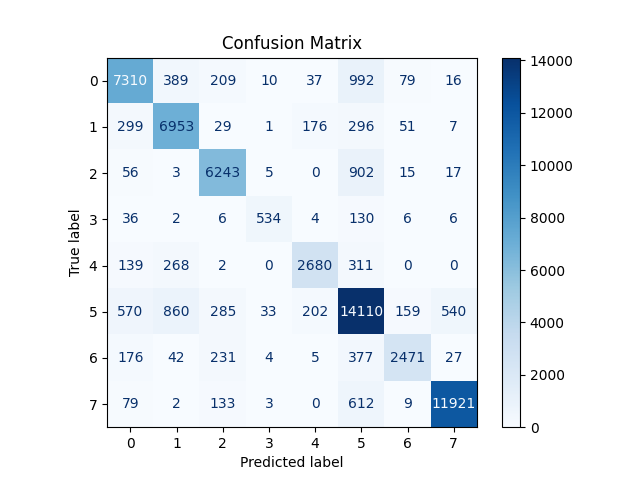 Confusion Matrix
0 7310 389 209 10 37 992 79 16
1 299 6953 29 1 176 296 51 7
2 56 3 6243 5 0 902 15 17
3 36 2 6 534 4 130 6 6
4 139 268 2 0 2680 311 0 0
5 570 860 285 33 202 14110 159 540
6 176 42 231 4 5 377 2471 27
7 79 2 133 3 0 612 9 11921
0 1 2 3 4 5 6 7
Predicted label
True label
14000
12000
10000
8000
6000
4000
2000
0